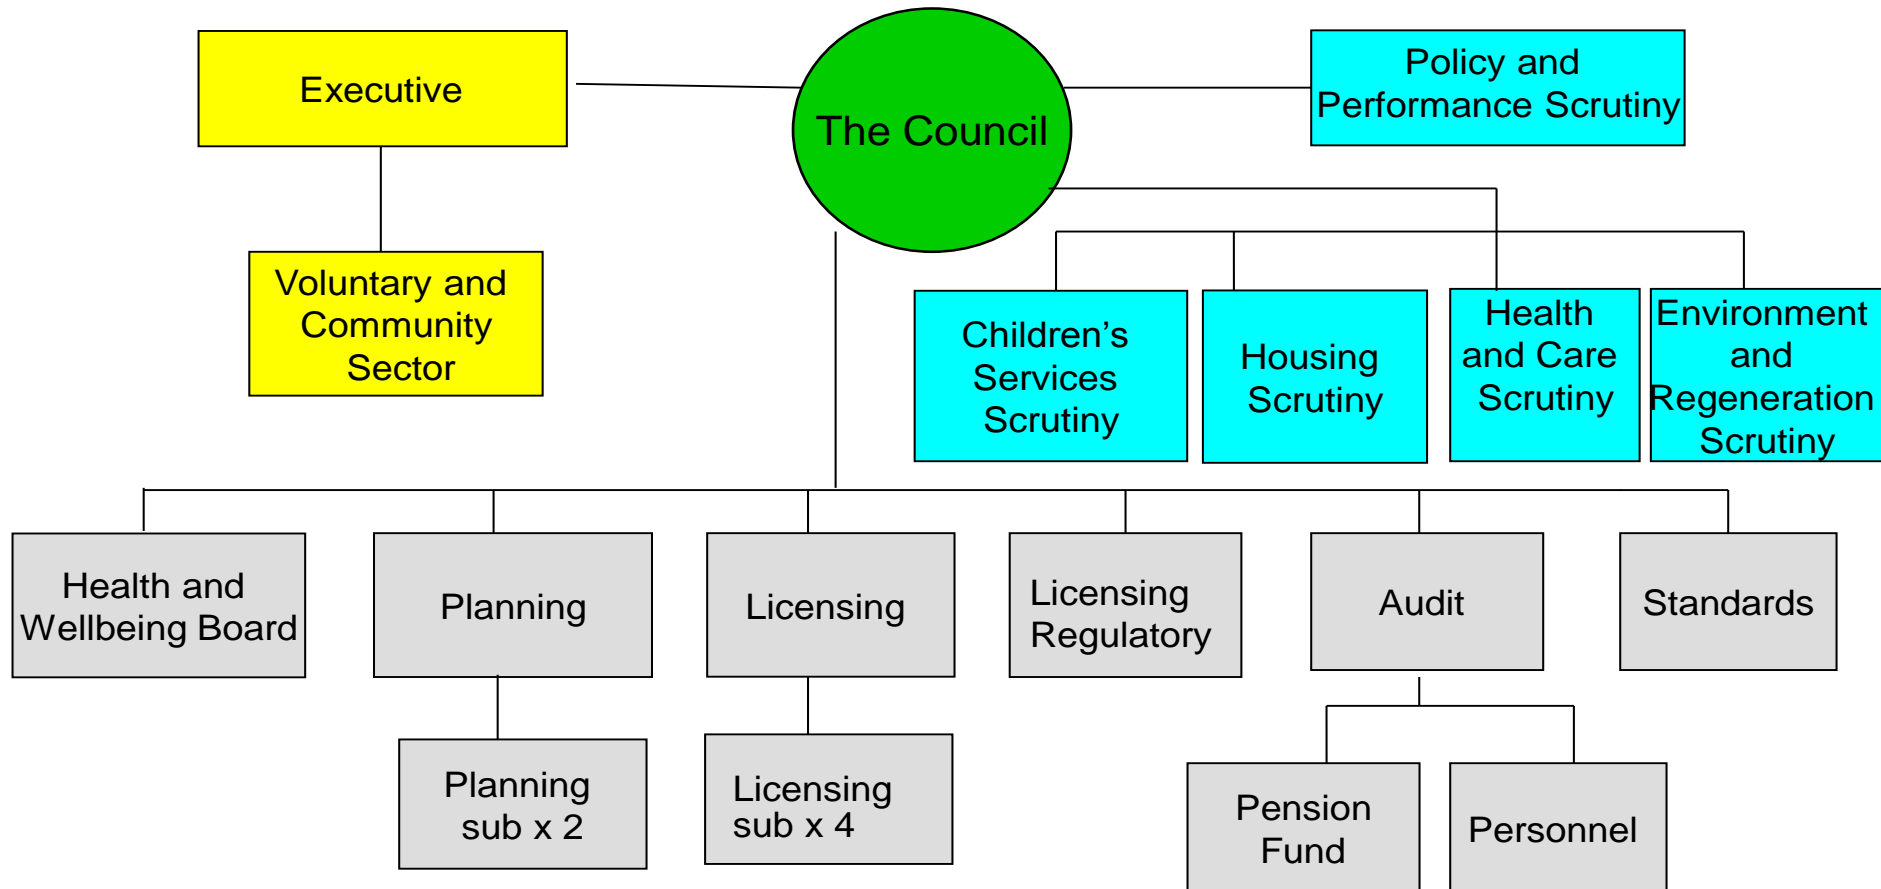 Executive
The Council
Policy and
Performance Scrutiny
Voluntary and
Community
Sector
Children’s
Services
Scrutiny
Housing
Scrutiny
Health
and Care
Scrutiny
Environment
and
Regeneration
Scrutiny
Health and
Wellbeing Board
Planning
Licensing
Licensing
Regulatory
Audit
Standards
Planning
sub x 2
Licensing
sub x 4
Pension
Fund
Personnel